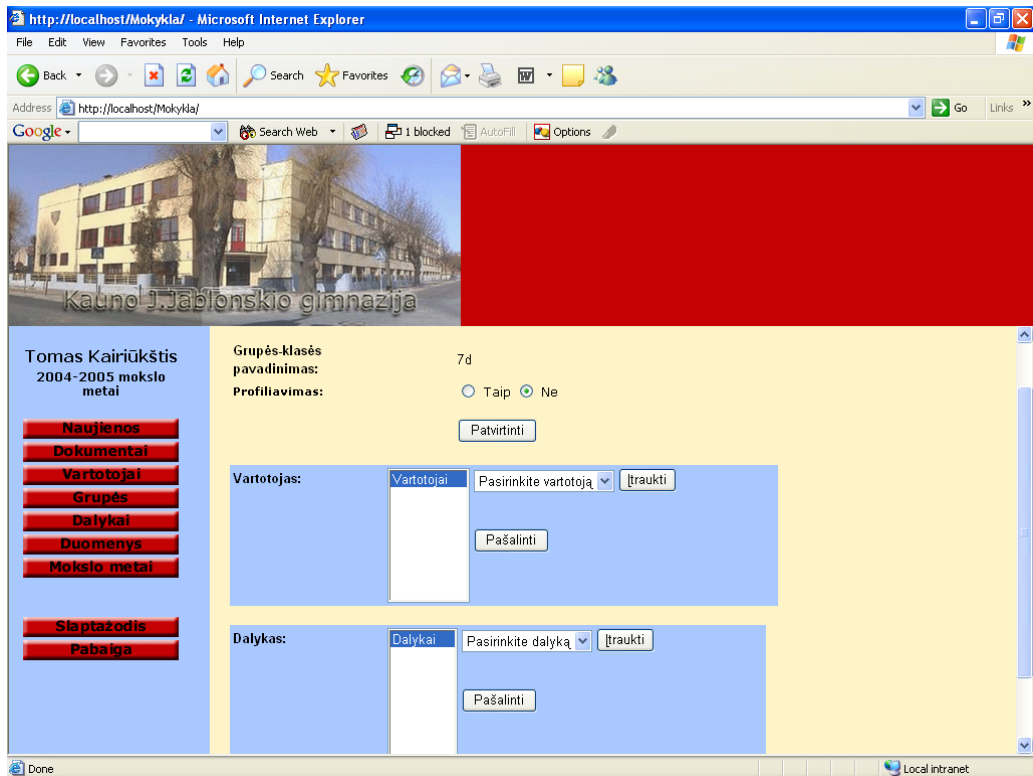 http://localhost/Mokykla/ - Microsoft Internet Explorer
File Edit View Favorites Tools Help
Back Search Favorites
Address http://localhost/Mokykla/ Go Links »
Google Search Web 1 blocked AutoFill Options
Kauno J.Jablonskio gimnazija
Tomas Kairiūkštis
2004-2005 mokslo
metai
Naujienos
Dokumentai
Vartotojai
Grupės
Dalykai
Duomenys
Mokslo metai
Slaptažodis
Pabaiga
Grupės-klasės
pavadinimas: 7d
Profiliavimas: Taip Ne
Patvirtinti
Vartotojas: Vartotojai Pasirinkite vartotoją Įtraukti
Pašalinti
Dalykas: Dalykai Pasirinkite dalyką Įtraukti
Pašalinti
Done Local intranet